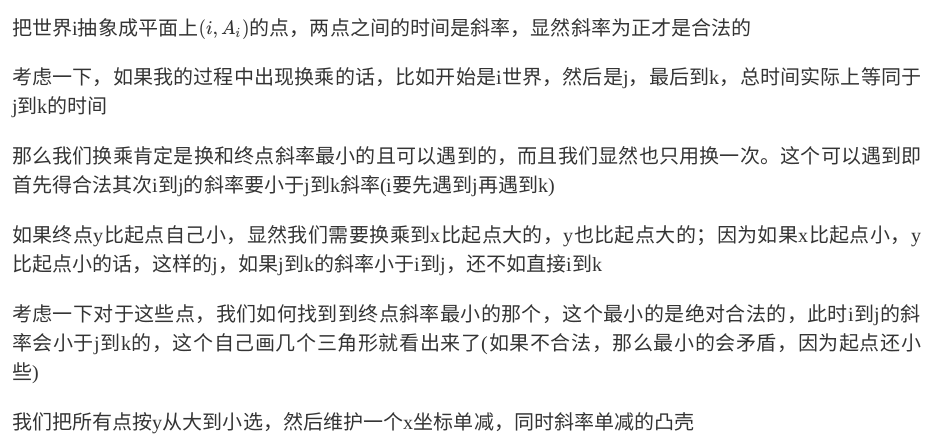 把世界i抽象成平面上(i, A_i)的点，两点之间的时间是斜率，显然斜率为正才是合法的
考虑一下，如果我的过程中出现换乘的话，比如开始是i世界，然后是j，最后到k，总时间实际上等同于
j到k的时间
那么我们换乘肯定是换和终点斜率最小的且可以遇到的，而且我们显然也只用换一次。这个可以遇到即
首先得合法其次i到j的斜率要小于j到k斜率(i要先遇到j再遇到k)
如果终点y比起点自己小，显然我们需要换乘到x比起点大的，y也比起点大的；因为如果x比起点小，y
比起点小的话，这样的j，如果j到k的斜率小于i到j，还不如直接i到k
考虑一下对于这些点，我们如何找到到终点斜率最小的那个，这个最小的是绝对合法的，此时i到j的斜
率会小于j到k的，这个自己画几个三角形就看出来了(如果不合法，那么最小的会矛盾，因为起点还小
些)
我们把所有点按y从大到小选，然后维护一个x坐标单减，同时斜率单减的凸壳